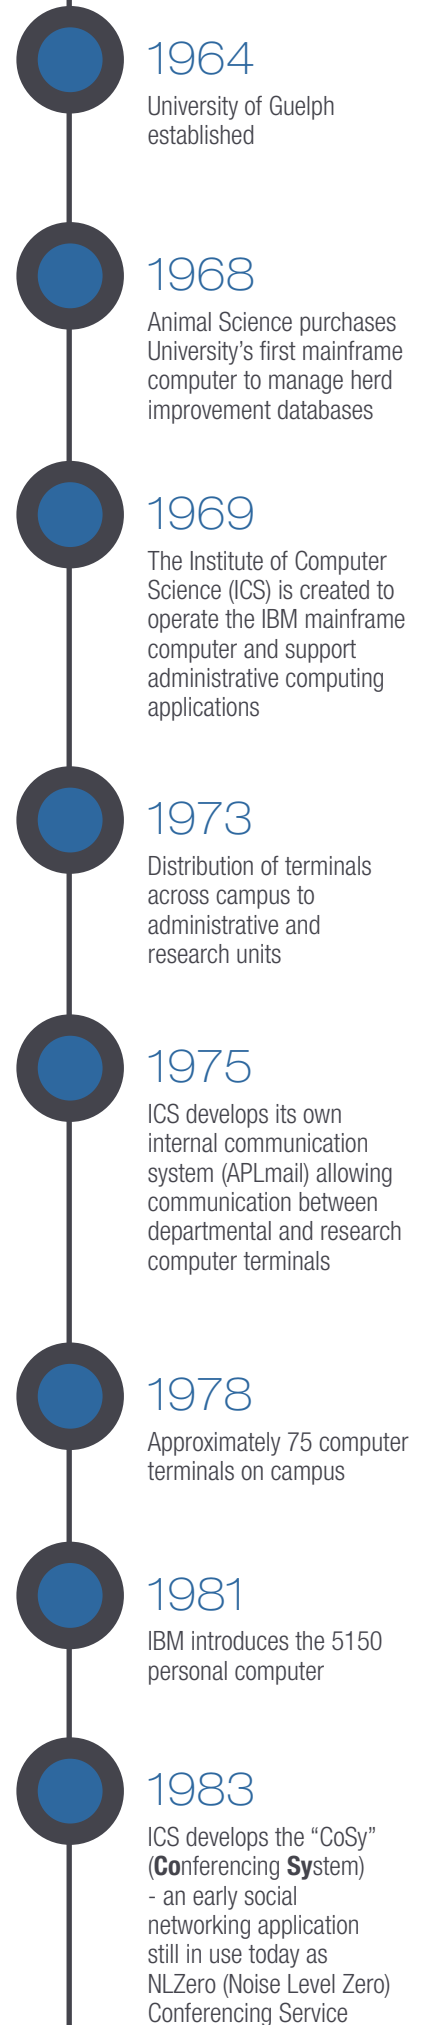 1964
University of Guelph
established
1968
Animal Science purchases
University’s first mainframe
computer to manage herd
improvement databases
1969
The Institute of Computer
Science (ICS) is created to
operate the IBM mainframe
computer and support
administrative computing
applications
1973
Distribution of terminals
across campus to
administrative and
research units
1975
ICS develops its own
internal communication
system (APLmail) allowing
communication between
departmental and research
computer terminals
1978
Approximately 75 computer
terminals on campus
1981
IBM introduces the 5150
personal computer
1983
ICS develops the “CoSy”
(Conferencing System)
- an early social
networking application
still in use today as
NLZero (Noise Level Zero)
Conferencing Service